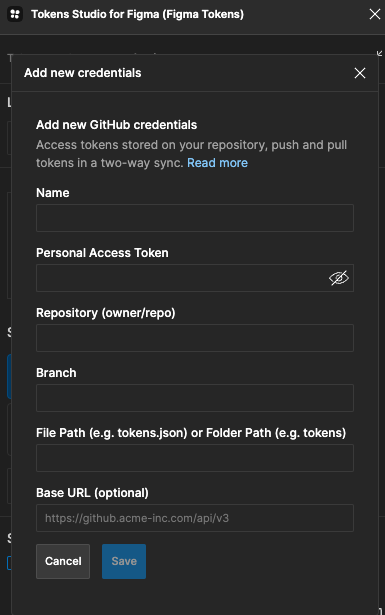 Tokens Studio for Figma (Figma Tokens)
Add new credentials
Add new GitHub credentials
Access tokens stored on your repository, push and pull
tokens in a two-way sync. Read more
Name
Personal Access Token
Repository (owner/repo)
Branch
File Path (e.g. tokens.json) or Folder Path (e.g. tokens)
Base URL (optional)
https://github.acme-inc.com/api/v3
Cancel Save